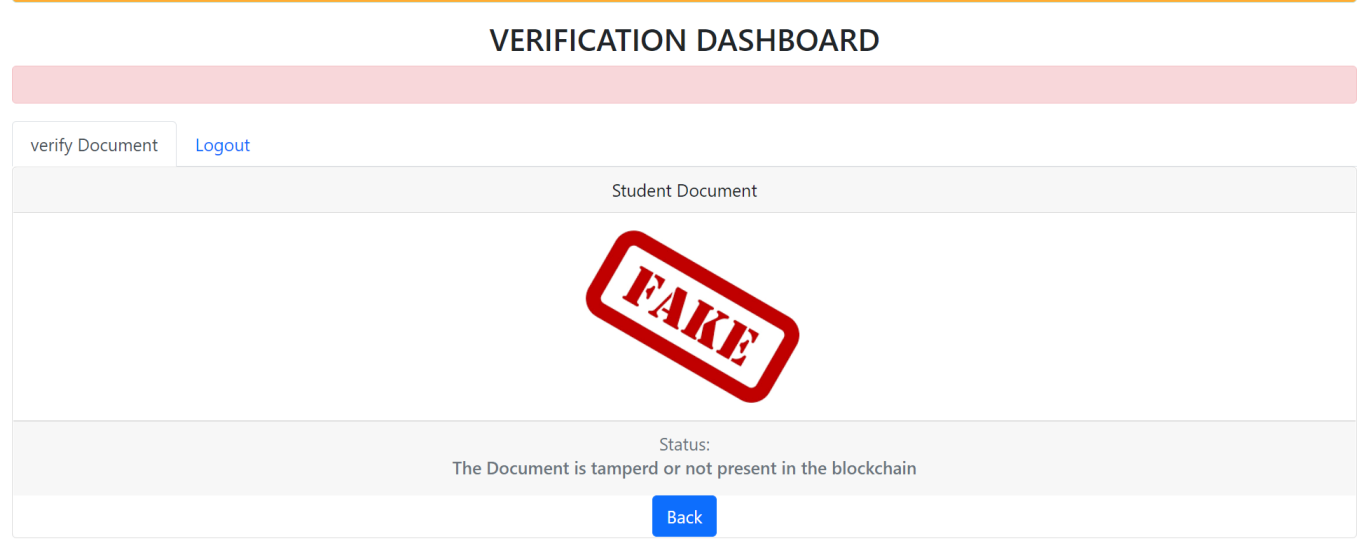 VERIFICATION DASHBOARD
verify Document
Logout
Student Document
FAKE
Status:
The Document is tamperd or not present in the blockchain
Back